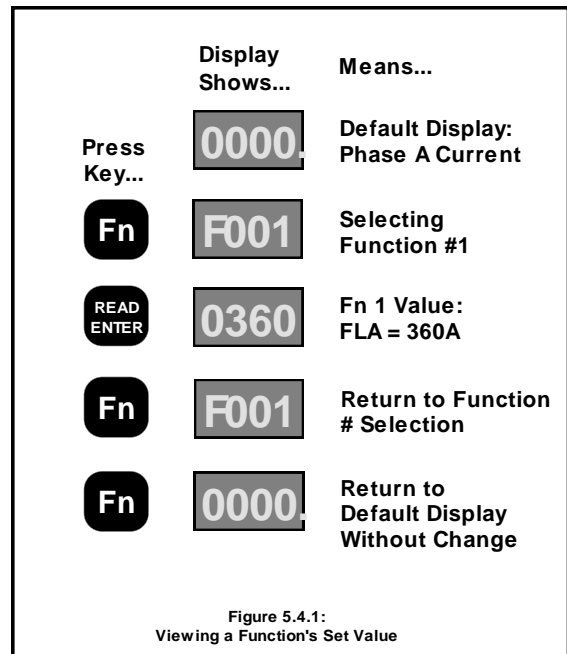 Display
Shows...
Means...
Press
Key...
0000.
Default Display:
Phase A Current
Fn
F001
Selecting
Function #1
READ
ENTER
0360
Fn 1 Value:
FLA = 360A
Fn
F001
Return to Function
# Selection
Fn
0000.
Return to
Default Display
Without Change
Figure 5.4.1:
Viewing a Function's Set Value